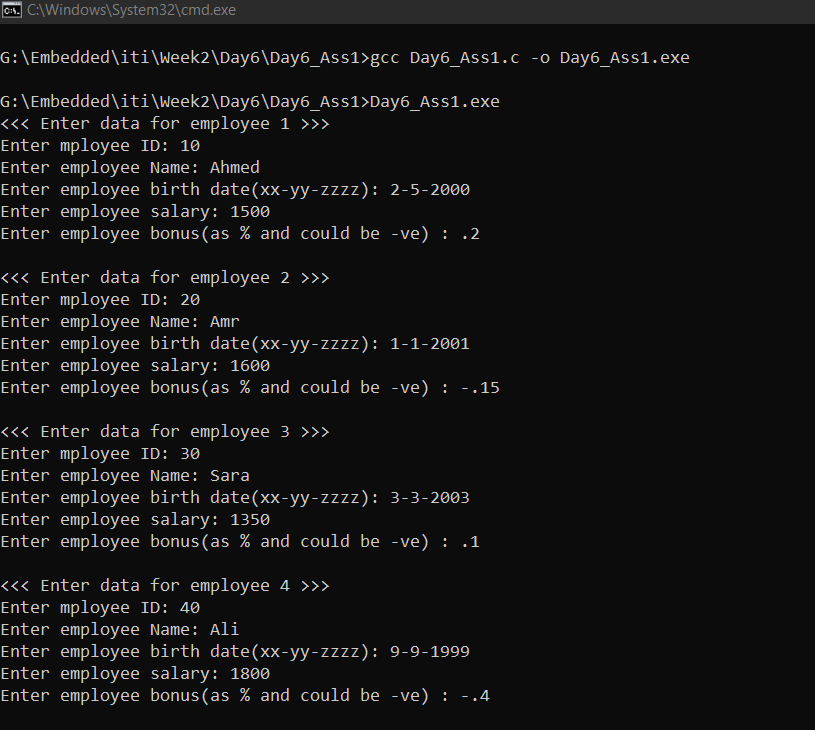 C:\Windows\System32\cmd.exe
G:\Embedded\iti\Week2\Day6\Day6_Ass1>gcc Day6_Ass1.c -o Day6_Ass1.exe
G:\Embedded\iti\Week2\Day6\Day6_Ass1>Day6_Ass1.exe
<<< Enter data for employee 1 >>>
Enter mployee ID: 10
Enter employee Name: Ahmed
Enter employee birth date(xx-yy-zzzz): 2-5-2000
Enter employee salary: 1500
Enter employee bonus(as % and could be -ve) : .2
<<< Enter data for employee 2 >>>
Enter mployee ID: 20
Enter employee Name: Amr
Enter employee birth date(xx-yy-zzzz): 1-1-2001
Enter employee salary: 1600
Enter employee bonus(as % and could be -ve) : -.15
<<< Enter data for employee 3 >>>
Enter mployee ID: 30
Enter employee Name: Sara
Enter employee birth date(xx-yy-zzzz): 3-3-2003
Enter employee salary: 1350
Enter employee bonus(as % and could be -ve) : .1
<<< Enter data for employee 4 >>>
Enter mployee ID: 40
Enter employee Name: Ali
Enter employee birth date(xx-yy-zzzz): 9-9-1999
Enter employee salary: 1800
Enter employee bonus(as % and could be -ve) : -.4